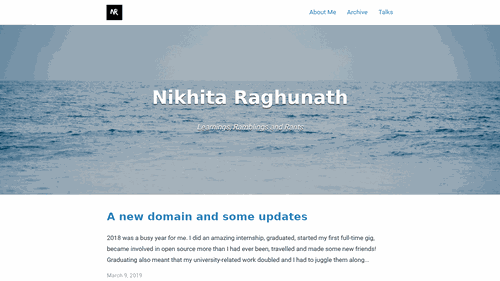 NR
About Me Archive Talks
Nikhita Raghunath
Learnings, Ramblings and Rants
A new domain and some updates
2018 was a busy year for me. I did an amazing internship, graduated, started my first full-time gig,
became involved in open source more than I had ever been, travelled and made some new friends!
Graduating also meant that my university-related work doubled and I had to juggle them along...
March 9, 2019